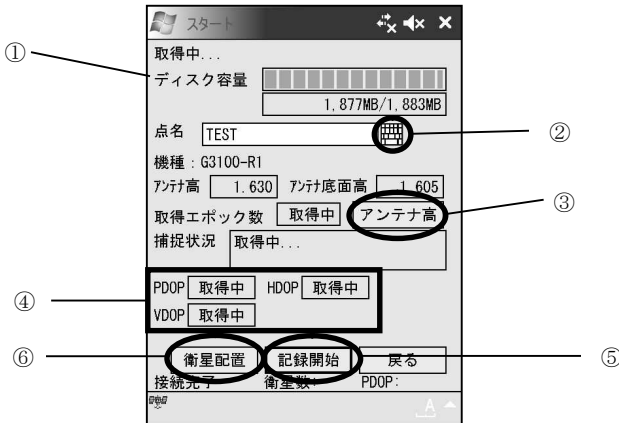 スタート
①
取得中...
ディスク容量
1,877MB/1,883MB
点名 TEST ②
機種：G3100-R1
ｱﾝﾃﾅ高 1.630 ｱﾝﾃﾅ底面高 1.605
取得エポック数 取得中 アンテナ高 ③
捕捉状況 取得中...
④ PDOP 取得中 HDOP 取得中
VDOP 取得中
⑥ 衛星配置 記録開始 戻る ⑤
接続完了 衛星数: PDOP:
A